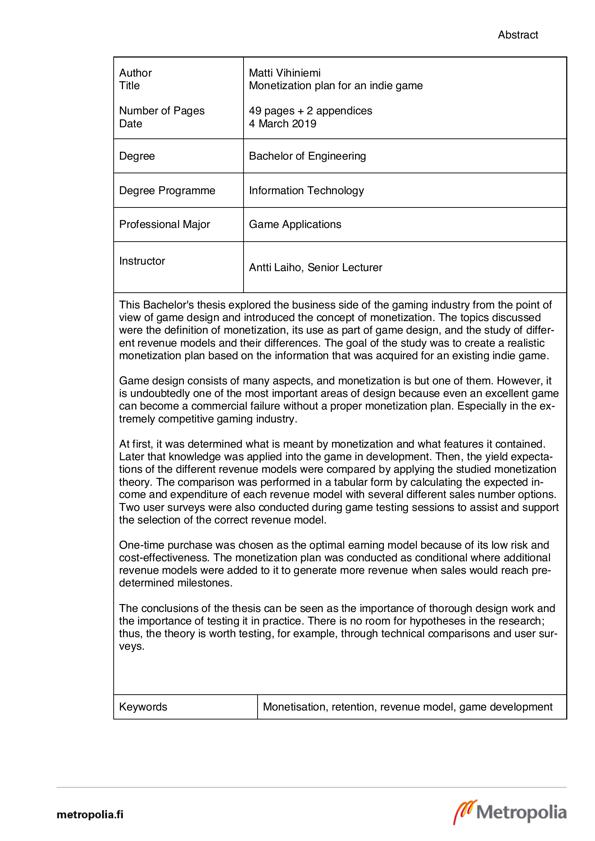 Abstract
Author Matti Vihiniemi
Title Monetization plan for an indie game
Number of Pages 49 pages + 2 appendices
Date 4 March 2019
Degree Bachelor of Engineering
Degree Programme Information Technology
Professional Major Game Applications
Instructor
Antti Laiho, Senior Lecturer
This Bachelor's thesis explored the business side of the gaming industry from the point of
view of game design and introduced the concept of monetization. The topics discussed
were the definition of monetization, its use as part of game design, and the study of differ-
ent revenue models and their differences. The goal of the study was to create a realistic
monetization plan based on the information that was acquired for an existing indie game.
Game design consists of many aspects, and monetization is but one of them. However, it
is undoubtedly one of the most important areas of design because even an excellent game
can become a commercial failure without a proper monetization plan. Especially in the ex-
tremely competitive gaming industry.
At first, it was determined what is meant by monetization and what features it contained.
Later that knowledge was applied into the game in development. Then, the yield expecta-
tions of the different revenue models were compared by applying the studied monetization
theory. The comparison was performed in a tabular form by calculating the expected in-
come and expenditure of each revenue model with several different sales number options.
Two user surveys were also conducted during game testing sessions to assist and support
the selection of the correct revenue model.
One-time purchase was chosen as the optimal earning model because of its low risk and
cost-effectiveness. The monetization plan was conducted as conditional where additional
revenue models were added to it to generate more revenue when sales would reach pre-
determined milestones.
The conclusions of the thesis can be seen as the importance of thorough design work and
the importance of testing it in practice. There is no room for hypotheses in the research;
thus, the theory is worth testing, for example, through technical comparisons and user sur-
veys.
Keywords Monetisation, retention, revenue model, game development
metropolia.fi
Metropolia